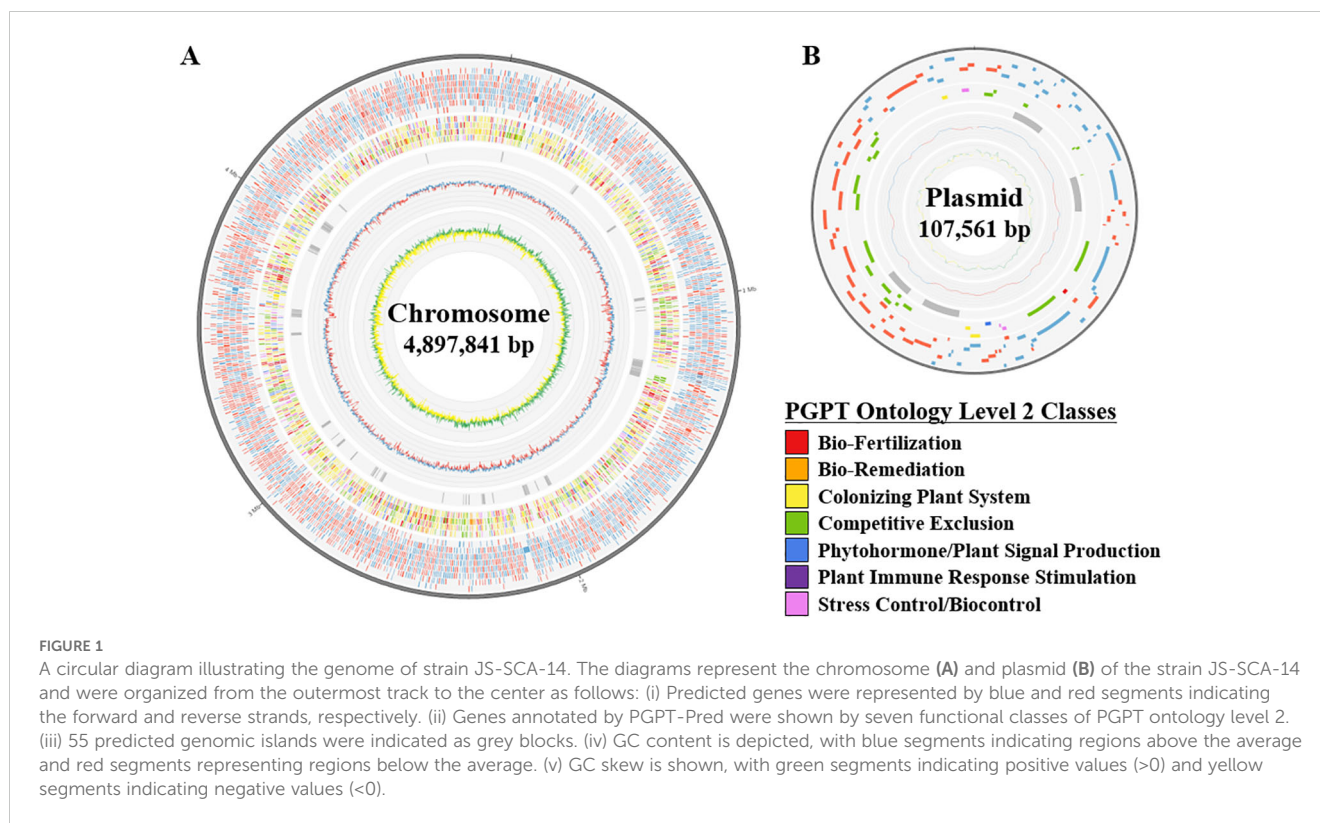 A
B
4 Mb
1 Mb
3 Mb
2 Mb
Chromosome
4,897,841 bp
Plasmid
107,561 bp
PGPT Ontology Level 2 Classes
Bio-Fertilization
Bio-Remediation
Colonizing Plant System
Competitive Exclusion
Phytohormone/Plant Signal Production
Plant Immune Response Stimulation
Stress Control/Biocontrol
FIGURE 1
A circular diagram illustrating the genome of strain JS-SCA-14. The diagrams represent the chromosome (A) and plasmid (B) of the strain JS-SCA-14
and were organized from the outermost track to the center as follows: (i) Predicted genes were represented by blue and red segments indicating
the forward and reverse strands, respectively. (ii) Genes annotated by PGPT-Pred were shown by seven functional classes of PGPT ontology level 2.
(iii) 55 predicted genomic islands were indicated as grey blocks. (iv) GC content is depicted, with blue segments indicating regions above the average
and red segments representing regions below the average. (v) GC skew is shown, with green segments indicating positive values (>0) and yellow
segments indicating negative values (<0).